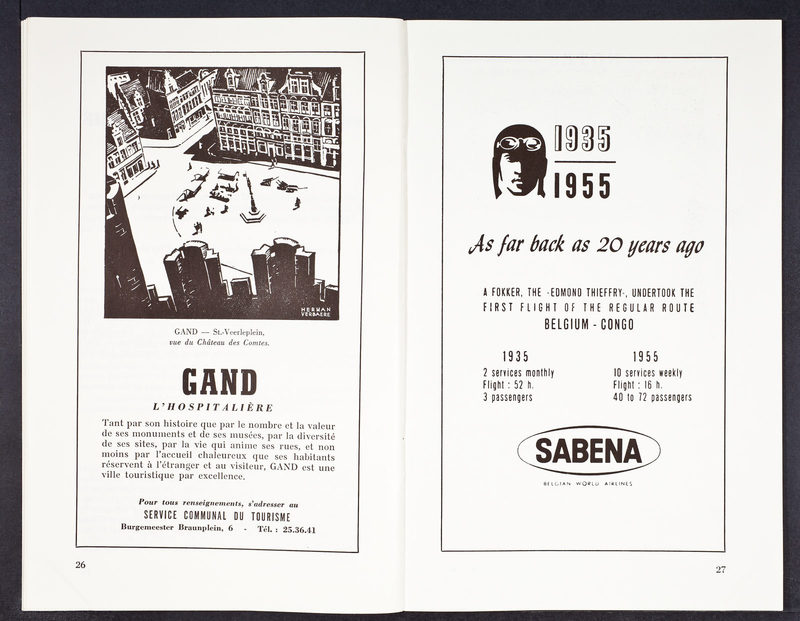 HERMAN
VERBAERE
GAND — St.-Veerleplein,
vue du Château des Comtes.
GAND
L'HOSPITALIÈRE
Tant par son histoire que par le nombre et la valeur
de ses monuments et de ses musées, par la diversité
de ses sites, par la vie qui anime ses rues, et non
moins par l'accueil chaleureux que ses habitants
réservent à l'étranger et au visiteur, GAND est une
ville touristique par excellence.
Pour tous renseignements, s'adresser au
SERVICE COMMUNAL DU TOURISME
Burgemeester Braunplein, 6 - Tél. : 25.36.41
26
1935
1955
As far back as 20 years ago
A FOKKER, THE «EDMOND THIEFFRY», UNDERTOOK THE
FIRST FLIGHT OF THE REGULAR ROUTE
BELGIUM - CONGO
1935
2 services monthly
Flight : 52 h.
3 passengers
1955
10 services weekly
Flight : 16 h.
40 to 72 passengers
SABENA
BELGIAN WORLD AIRLINES
27